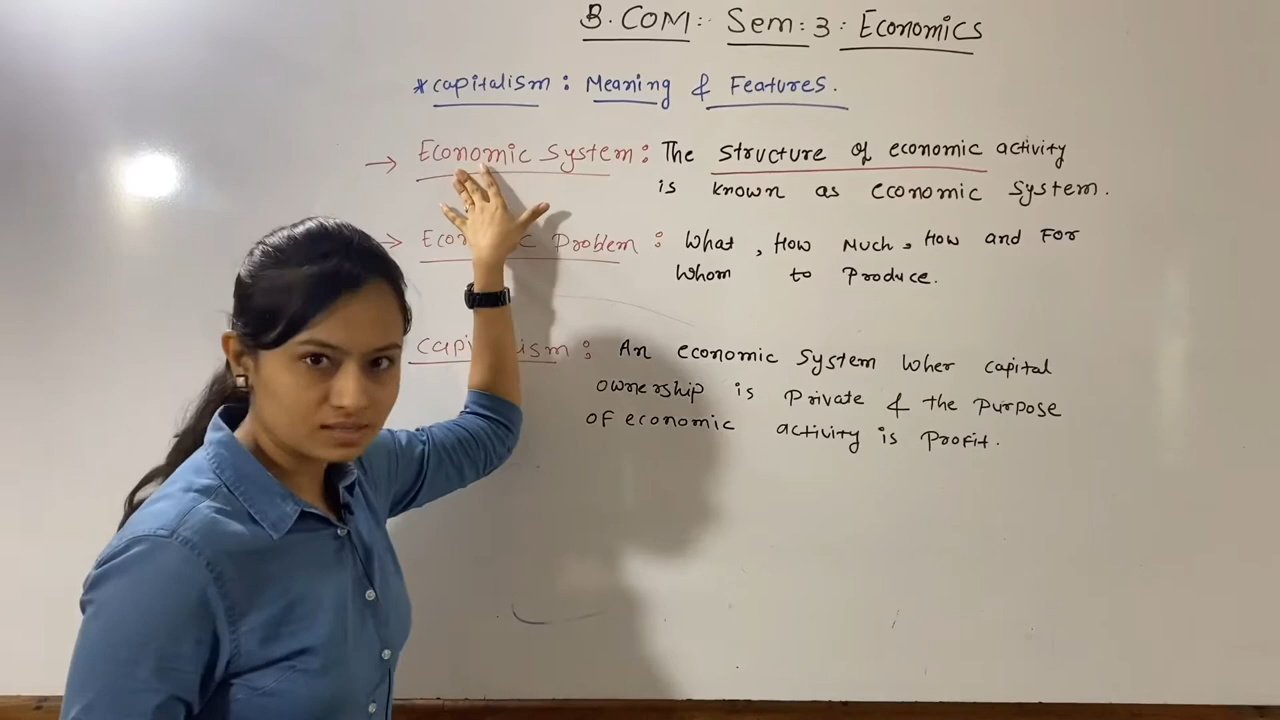 B.COM: Sem:3: Economics
*capitalism: Meaning & Features.
→ Economic System: The structure of economic activity
is known as economic system.
→ Problem: What, How Much, How and For
Whom to Produce.
: An economic system wher capital
ownership is Private & the purpose
of economic activity is profit.